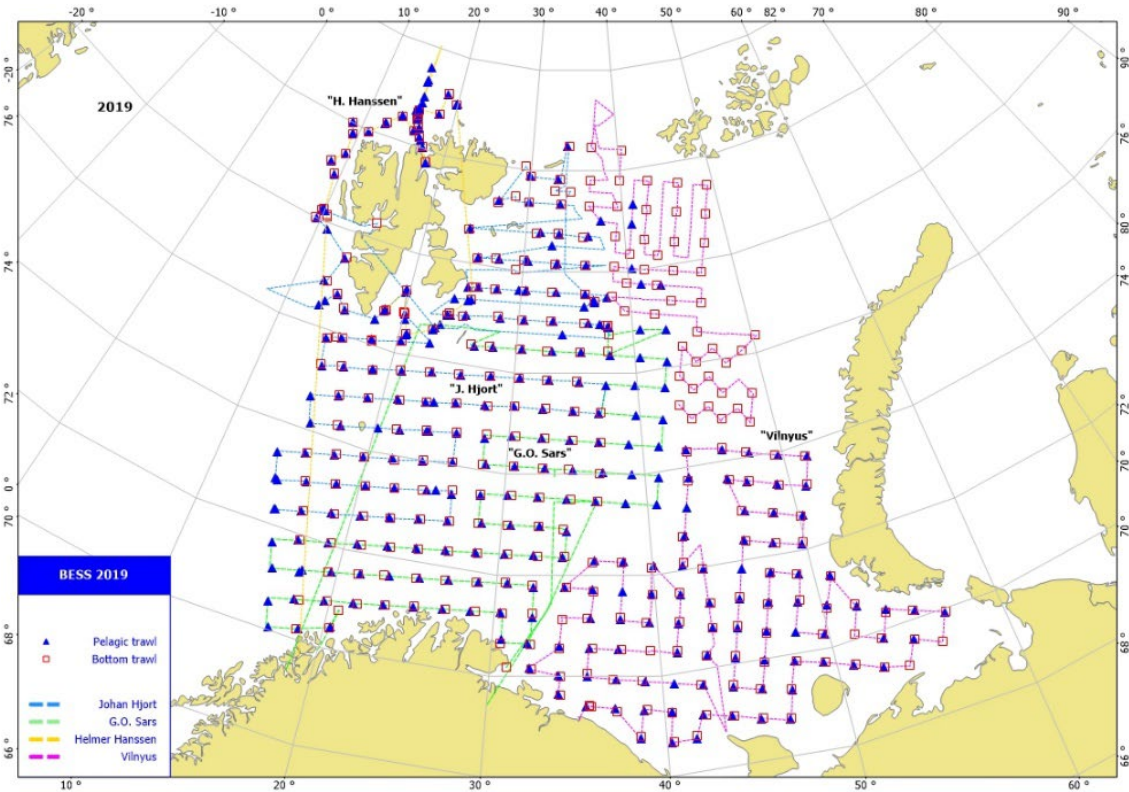 -20 ° -10 ° 0 ° 10 ° 20 ° 30 ° 40 ° 50 ° 60 ° 82 ° 70 ° 80 ° 90 °
-20 °
90 °
2019
"H. Hanssen"
76 °
76 °
80 °
74 °
74 °
72 °
"J. Hjort"
72 °
"Vilnyus"
"G.O. Sars"
70 °
0 °
70 °
70 °
BESS 2019
68 °
Pelagic trawl
68 °
Bottom trawl
Johan Hjort
G.O. Sars
Helmer Hanssen
Vilnyus
66 °
66 °
10 ° 20 ° 30 ° 40 ° 50 ° 60 °